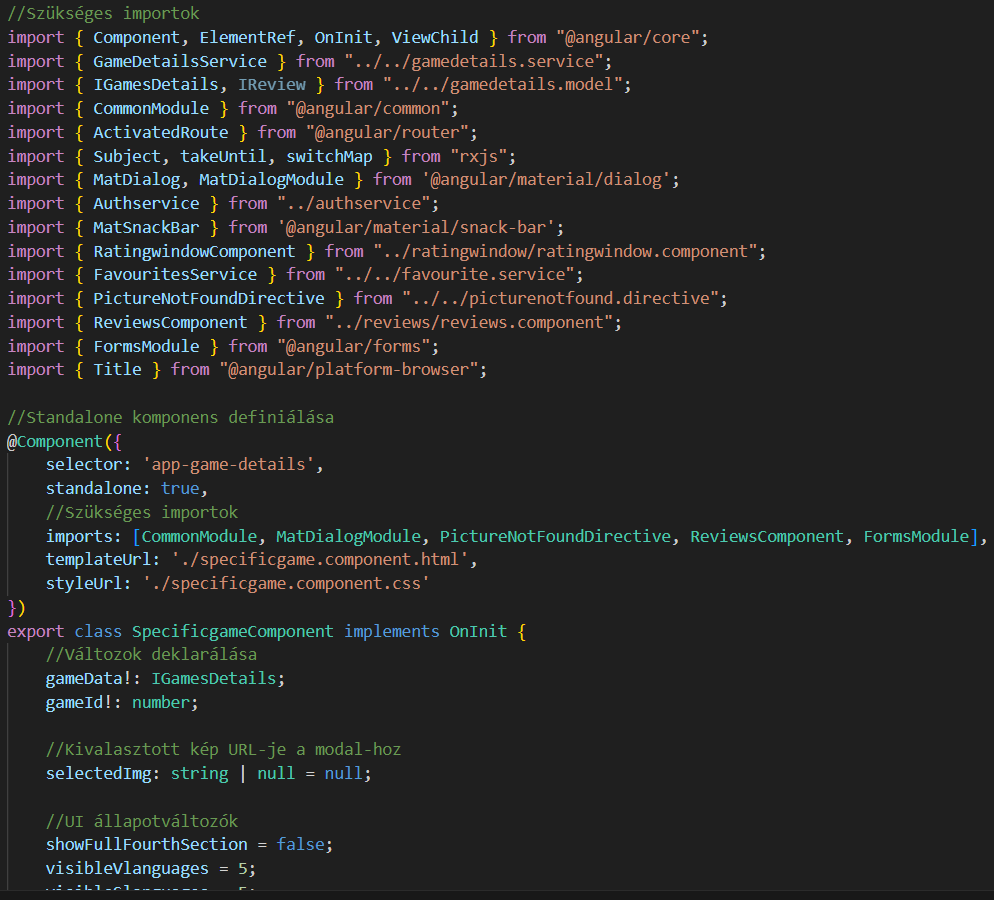 //Szükséges importok
import { Component, ElementRef, OnInit, ViewChild } from "@angular/core";
import { GameDetailsService } from "../../gamedetails.service";
import { IGamesDetails, IReview } from "../../gamedetails.model";
import { CommonModule } from "@angular/common";
import { ActivatedRoute } from "@angular/router";
import { Subject, takeUntil, switchMap } from "rxjs";
import { MatDialog, MatDialogModule } from '@angular/material/dialog';
import { Authservice } from "../authservice";
import { MatSnackBar } from '@angular/material/snack-bar';
import { RatingwindowComponent } from "../ratingwindow/ratingwindow.component";
import { FavouritesService } from "../../favourite.service";
import { PictureNotFoundDirective } from "../../picturenotfound.directive";
import { ReviewsComponent } from "../reviews/reviews.component";
import { FormsModule } from "@angular/forms";
import { Title } from "@angular/platform-browser";
//Standalone komponens definiálása
@Component({
selector: 'app-game-details',
standalone: true,
//Szükséges importok
imports: [CommonModule, MatDialogModule, PictureNotFoundDirective, ReviewsComponent, FormsModule],
templateUrl: './specificgame.component.html',
styleUrl: './specificgame.component.css'
})
export class SpecificgameComponent implements OnInit {
//Változok deklarálása
gameData!: IGamesDetails;
gameId!: number;
//Kivalasztott kép URL-je a modal-hoz
selectedImg: string | null = null;
//UI állapotváltozók
showFullFourthSection = false;
visibleVlanguages = 5;